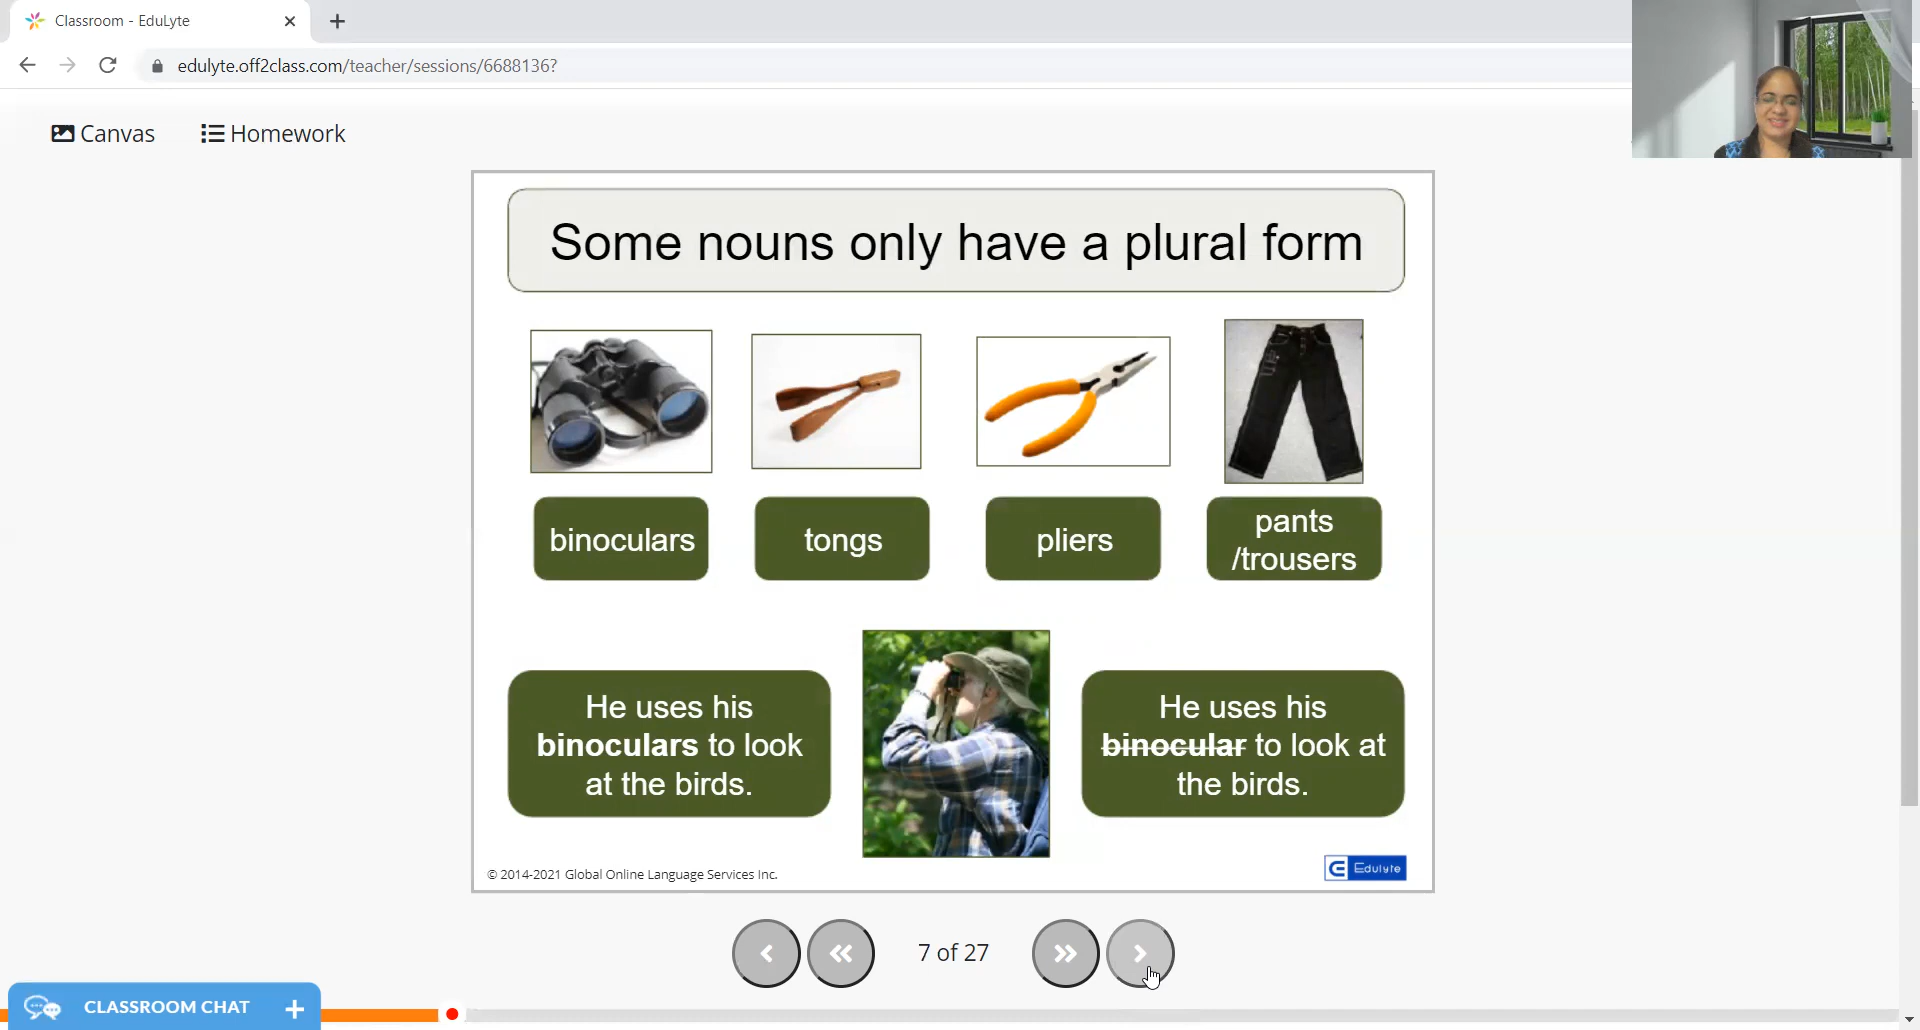 Classroom - EduLyte
edulyte.off2class.com/teacher/sessions/6688136?
Canvas
Homework
Some nouns only have a plural form
binoculars
tongs
pliers
pants
/trousers
He uses his
binoculars to look
at the birds.
He uses his
binocular to look at
the birds.
© 2014-2021 Global Online Language Services Inc.
Edulyte
7 of 27
CLASSROOM CHAT